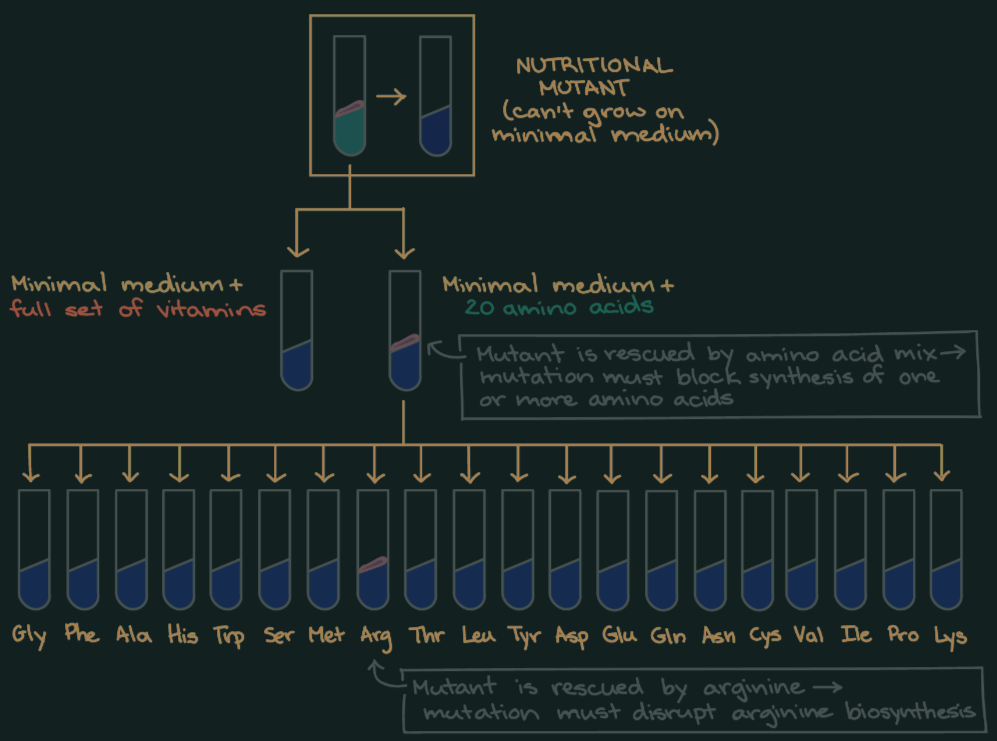 NUTRITIONAL
MUTANT
(can't grow on
minimal medium)
Minimal medium +
full set of vitamins
Minimal medium +
20 amino acids
Mutant is rescued by amino acid mix →
mutation must block synthesis of one
or more amino acids
Gly Phe Ala His Trp Ser Met Arg Thr Leu Tyr Asp Glu Gln Asn Cys Val Ile Pro Lys
Mutant is rescued by arginine →
mutation must disrupt arginine biosynthesis